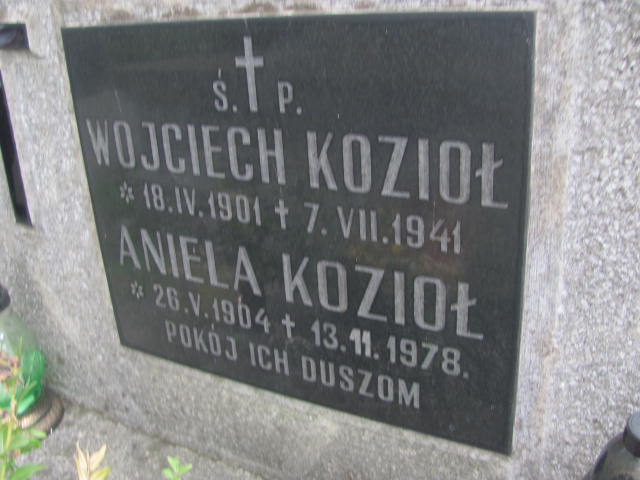 Ś. P.
WOJCIECH KOZIOŁ
* 18.IV.1901 † 7.VII.1941
ANIELA KOZIOŁ
* 26.V.1904 † 13.11.1978.
POKÓJ ICH DUSZOM